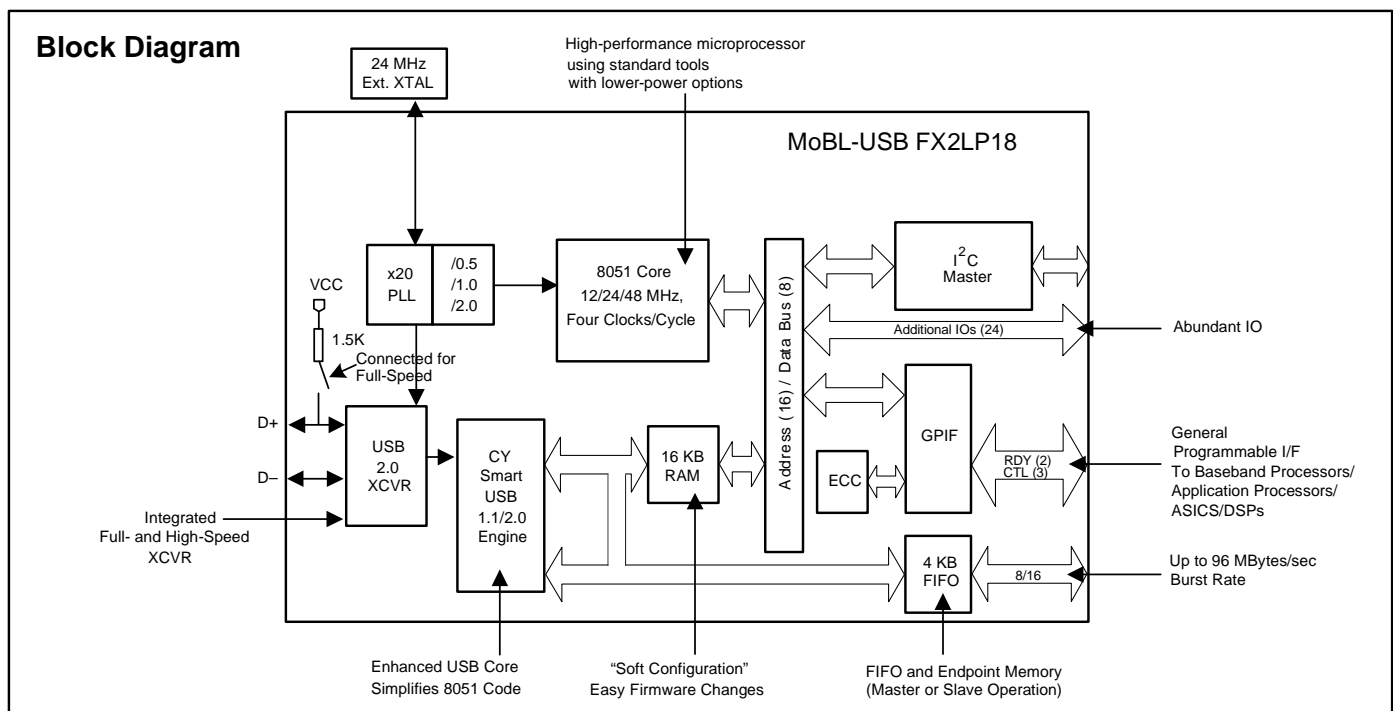 Block Diagram
24 MHz
Ext. XTAL
High-performance microprocessor
using standard tools
with lower-power options
MoBL-USB FX2LP18
x20
PLL
/0.5
/1.0
/2.0
8051 Core
12/24/48 MHz,
Four Clocks/Cycle
Address (16) / Data Bus (8)
I2C
Master
VCC
1.5K
Connected for
Full-Speed
Additional IOs (24)
Abundant IO
D+
D–
USB
2.0
XCVR
CY
Smart
USB
1.1/2.0
Engine
16 KB
RAM
ECC
GPIF
RDY (2)
CTL (3)
General
Programmable I/F
To Baseband Processors/
Application Processors/
ASICS/DSPs
Integrated
Full- and High-Speed
XCVR
4 KB
FIFO
8/16
Up to 96 MBytes/sec
Burst Rate
Enhanced USB Core
Simplifies 8051 Code
“Soft Configuration”
Easy Firmware Changes
FIFO and Endpoint Memory
(Master or Slave Operation)